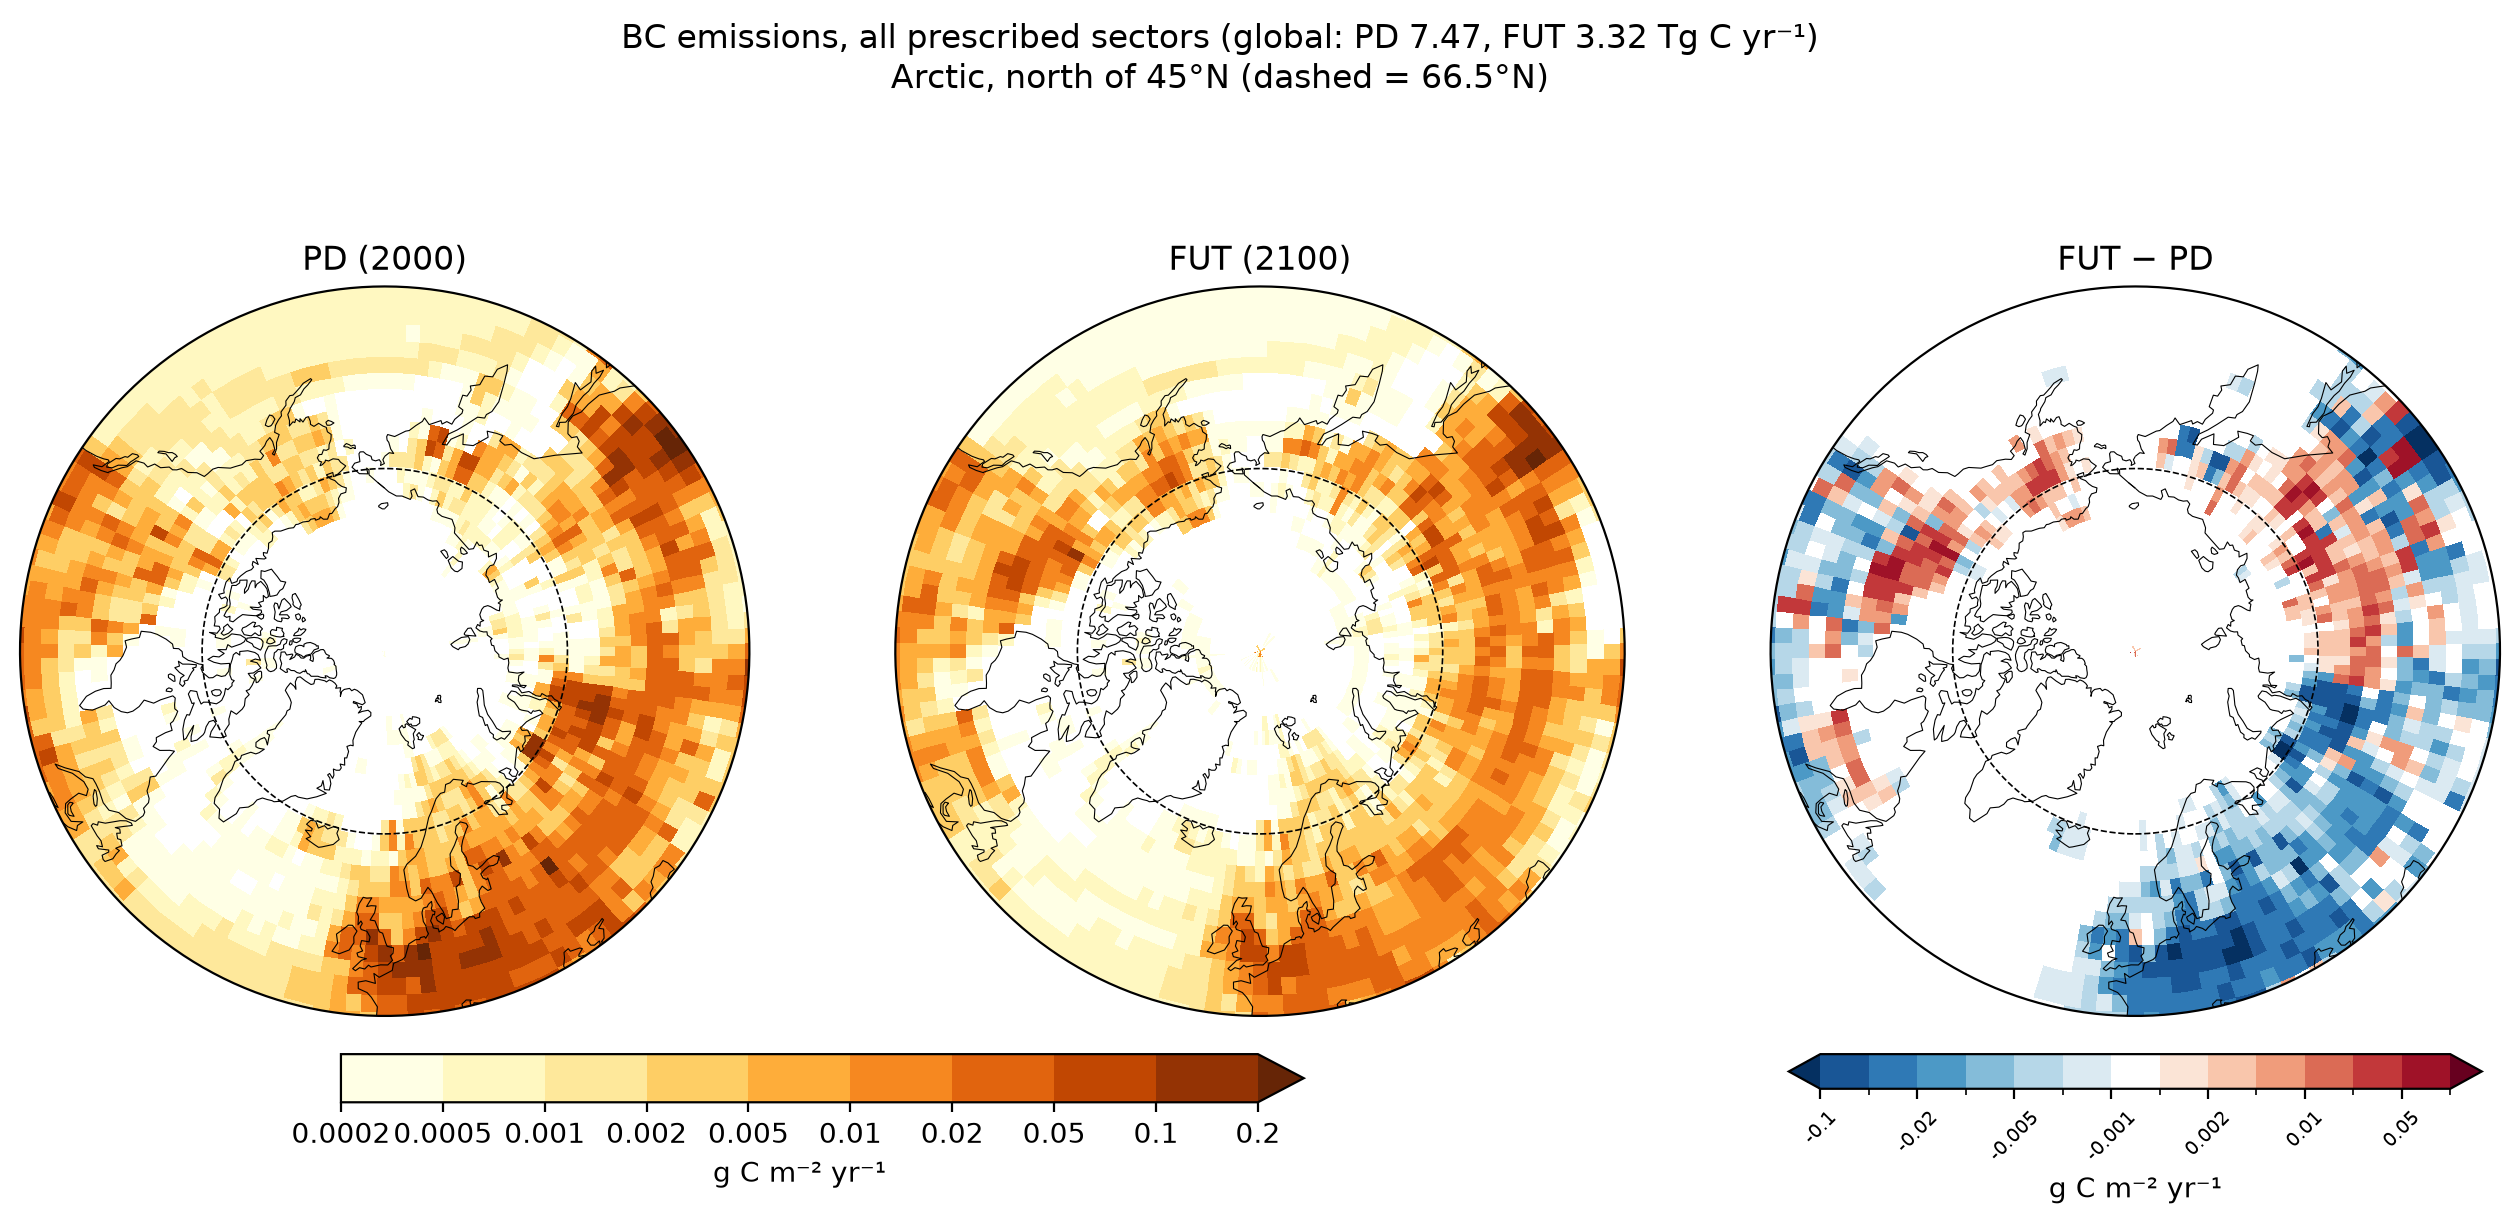 BC emissions, all prescribed sectors (global: PD 7.47, FUT 3.32 Tg C yr⁻¹)
Arctic, north of 45°N (dashed = 66.5°N)
PD (2000)
FUT (2100)
FUT − PD
0.0002 0.0005 0.001 0.002 0.005 0.01 0.02 0.05 0.1 0.2
g C m⁻² yr⁻¹
-0.1 -0.02 -0.005 -0.001 0.002 0.01 0.05
g C m⁻² yr⁻¹